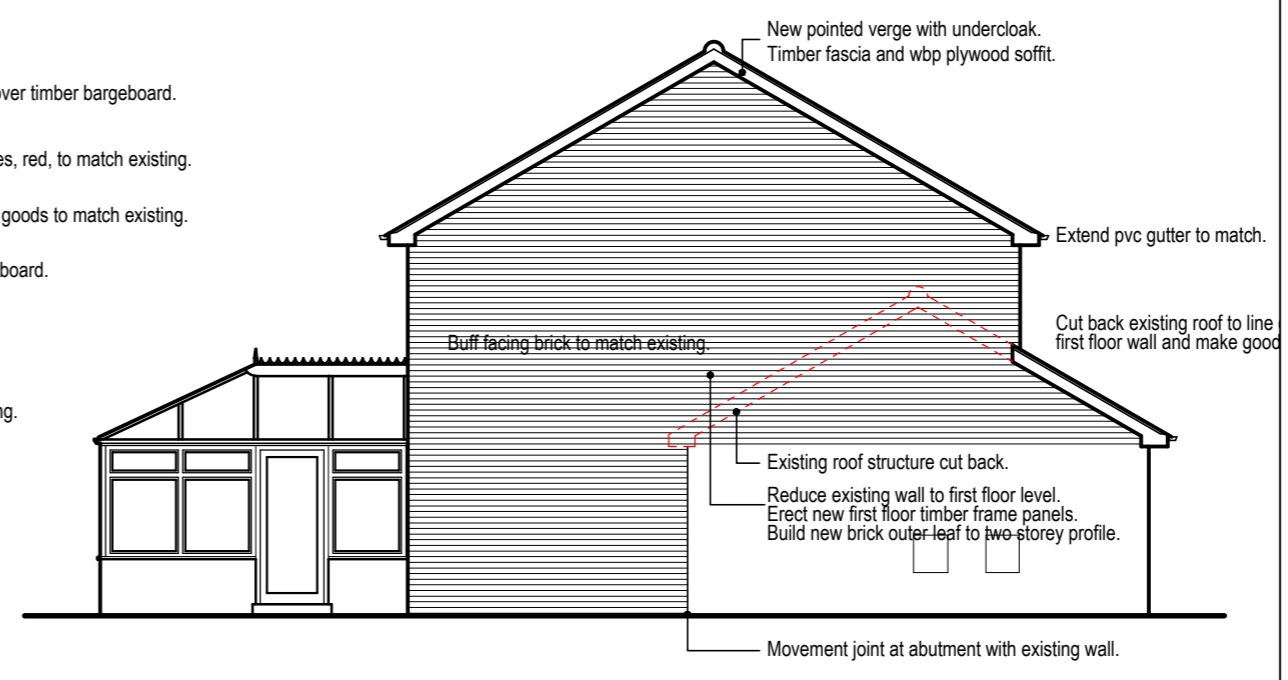 New pointed verge with undercloak.
Timber fascia and wbp plywood soffit.
over timber bargeboard.
es, red, to match existing.
goods to match existing.
board.
ng.
Extend pvc gutter to match.
Cut back existing roof to line
first floor wall and make good
Buff facing brick to match existing.
Existing roof structure cut back.
Reduce existing wall to first floor level.
Erect new first floor timber frame panels.
Build new brick outer leaf to two storey profile.
Movement joint at abutment with existing wall.